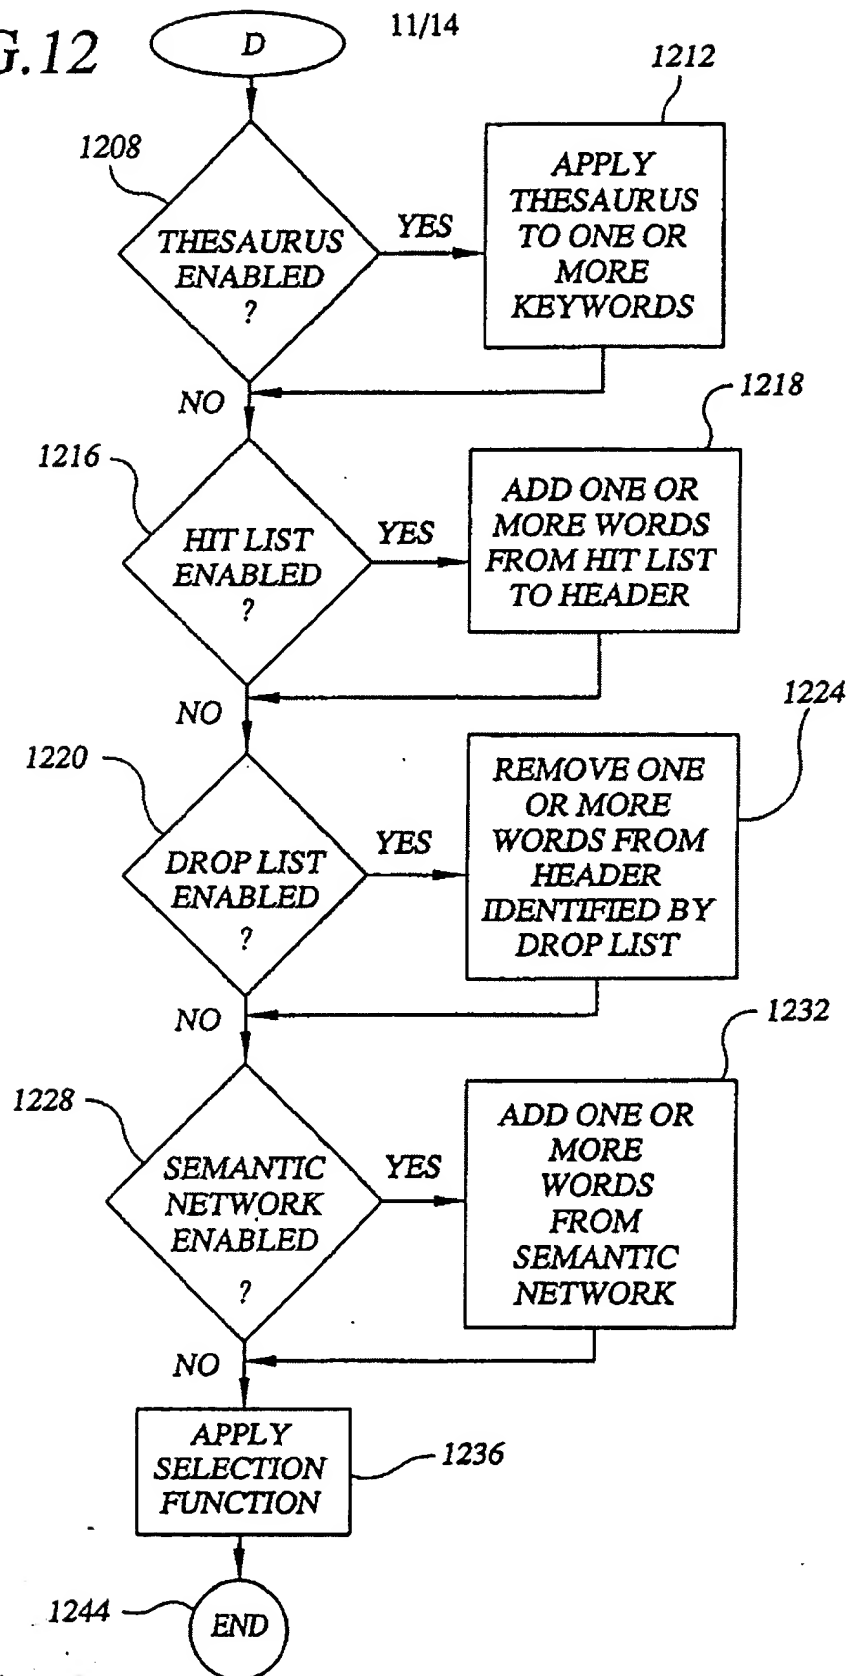 G.12
D
11/14
1212
1208
THESAURUS
ENABLED
?
YES
APPLY
THESAURUS
TO ONE OR
MORE
KEYWORDS
NO
1218
1216
HIT LIST
ENABLED
?
YES
ADD ONE OR
MORE WORDS
FROM HIT LIST
TO HEADER
NO
1224
1220
DROP LIST
ENABLED
?
YES
REMOVE ONE
OR MORE
WORDS FROM
HEADER
IDENTIFIED BY
DROP LIST
NO
1232
1228
SEMANTIC
NETWORK
ENABLED
?
YES
ADD ONE OR
MORE
WORDS
FROM
SEMANTIC
NETWORK
NO
APPLY
SELECTION
FUNCTION
1236
1244
END